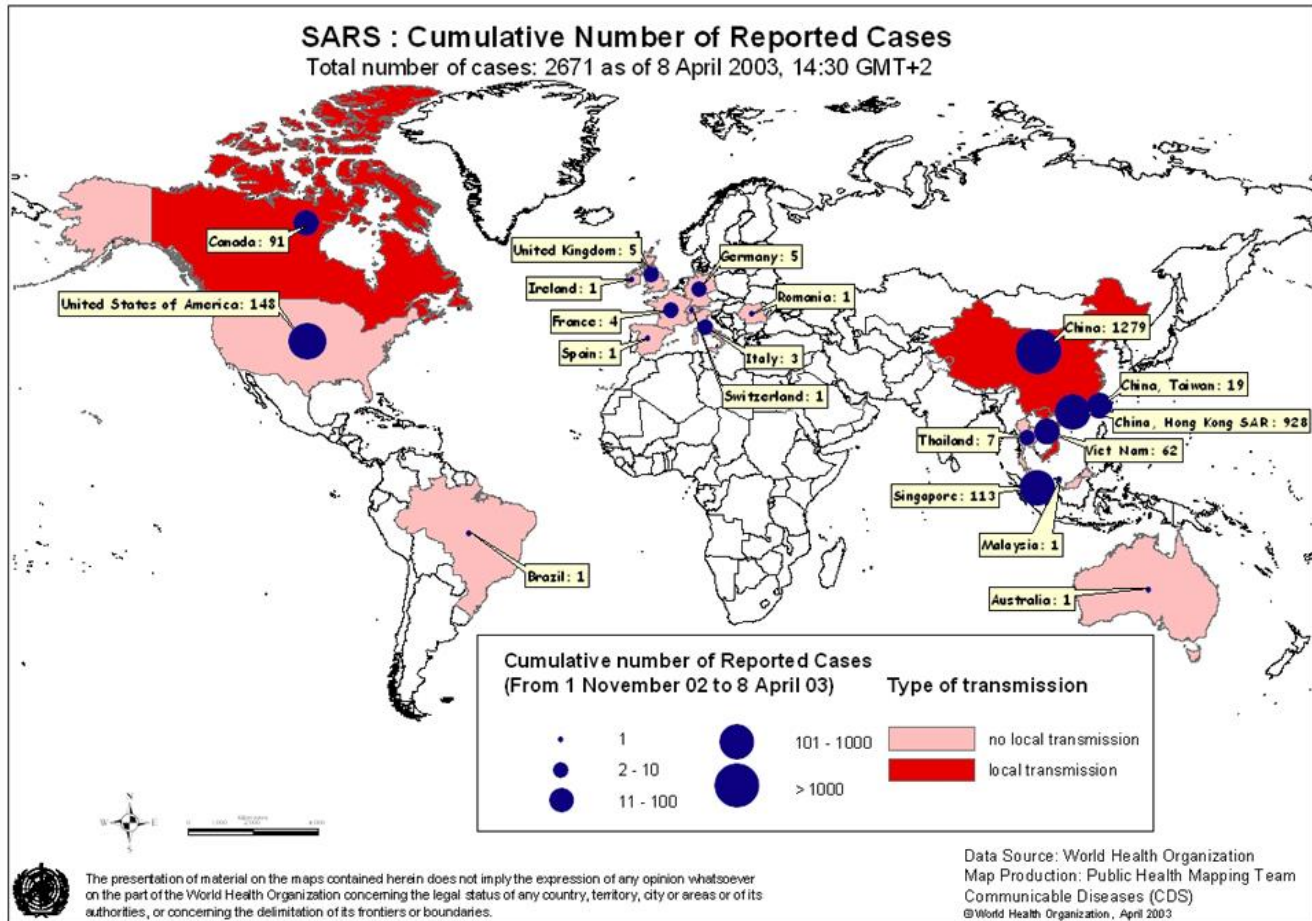 SARS : Cumulative Number of Reported Cases
Total number of cases: 2671 as of 8 April 2003, 14:30 GMT+2
Canada: 91
United States of America: 148
United Kingdom: 5
Germany: 5
Ireland: 1
Romania: 1
France: 4
Spain: 1
Italy: 3
Switzerland: 1
China: 1279
China, Taiwan: 19
China, Hong Kong SAR: 928
Thailand: 7
Viet Nam: 62
Singapore: 113
Malaysia: 1
Brazil: 1
Australia: 1
Cumulative number of Reported Cases
(From 1 November 02 to 8 April 03)
1
2 - 10
11 - 100
101 - 1000
> 1000
Type of transmission
no local transmission
local transmission
N
W
E
S
The presentation of material on the maps contained herein does not imply the expression of any opinion whatsoever
on the part of the World Health Organization concerning the legal status of any country, territory, city or areas or of its
authorities, or concerning the delimitation of its frontiers or boundaries.
Data Source: World Health Organization
Map Production: Public Health Mapping Team
Communicable Diseases (CDS)
©World Health Organization, April 2003